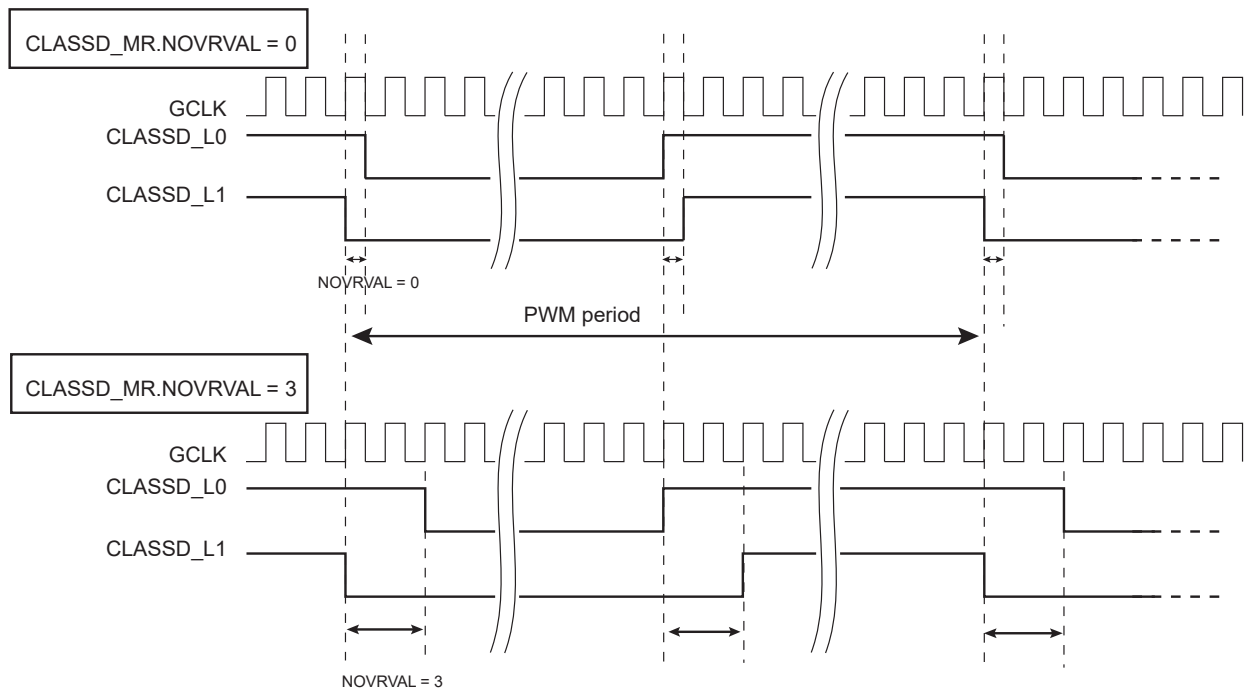 CLASSD_MR.NOVRVAL = 0
GCLK
CLASSD_L0
CLASSD_L1
NOVRVAL = 0
PWM period
CLASSD_MR.NOVRVAL = 3
GCLK
CLASSD_L0
CLASSD_L1
NOVRVAL = 3